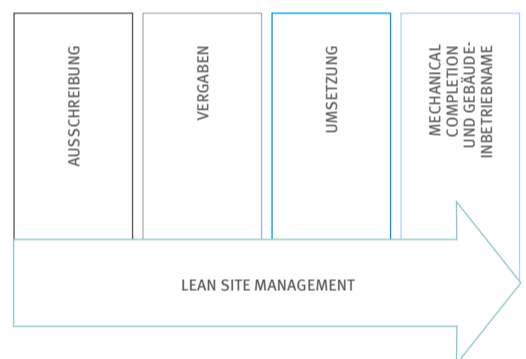 AUSSCHREIBUNG
VERGABEN
UMSETZUNG
MECHANICAL
COMPLETION
UND GEBÄUDE-
INBETRIEBNAME
LEAN SITE MANAGEMENT